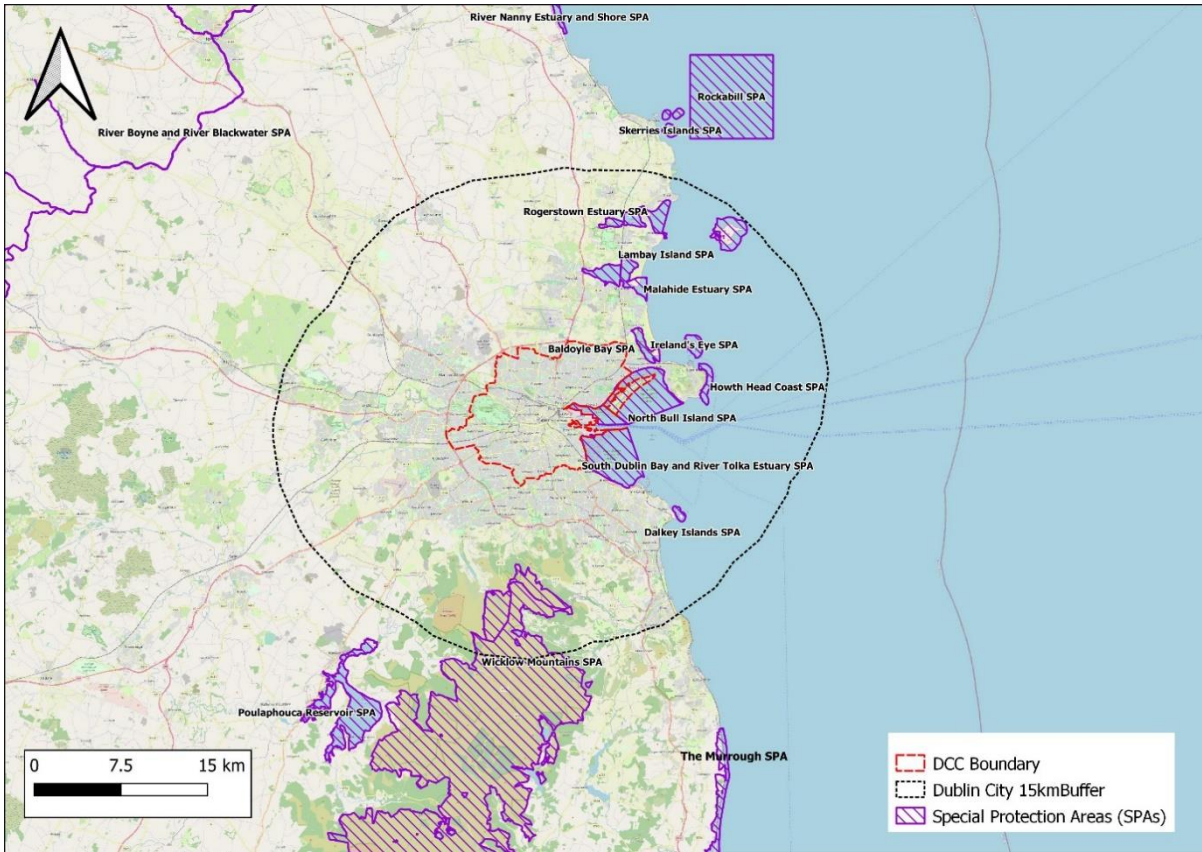 River Nanny Estuary and Shore SPA
Rockabill SPA
Skerries Islands SPA
River Boyne and River Blackwater SPA
Rogerstown Estuary SPA
Lambay Island SPA
Malahide Estuary SPA
Ireland's Eye SPA
Baldoyle Bay SPA
Howth Head Coast SPA
North Bull Island SPA
South Dublin Bay and River Tolka Estuary SPA
Dalkey Islands SPA
Wicklow Mountains SPA
Poulaphouca Reservoir SPA
The Murrough SPA
0 7.5 15 km
DCC Boundary
Dublin City 15kmBuffer
Special Protection Areas (SPAs)